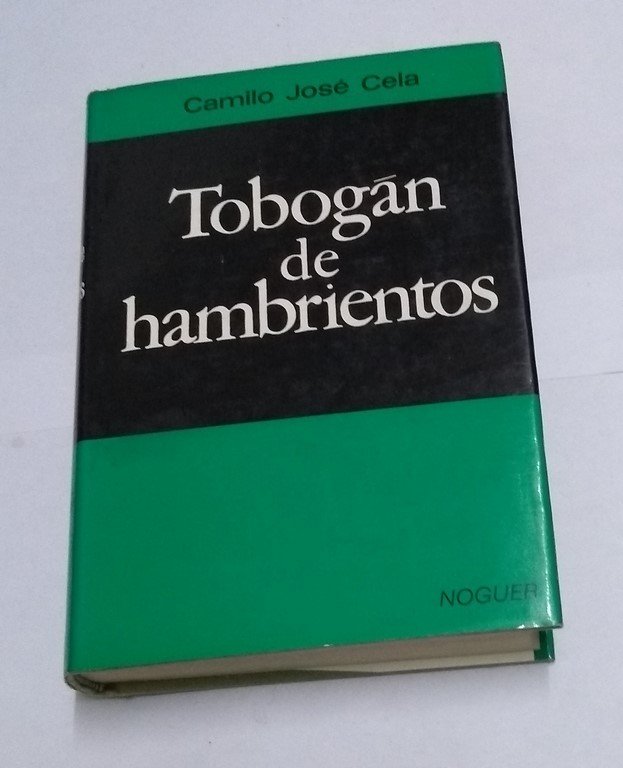 Camilo José Cela
Tobogán
de
hambrientos
NOGUER